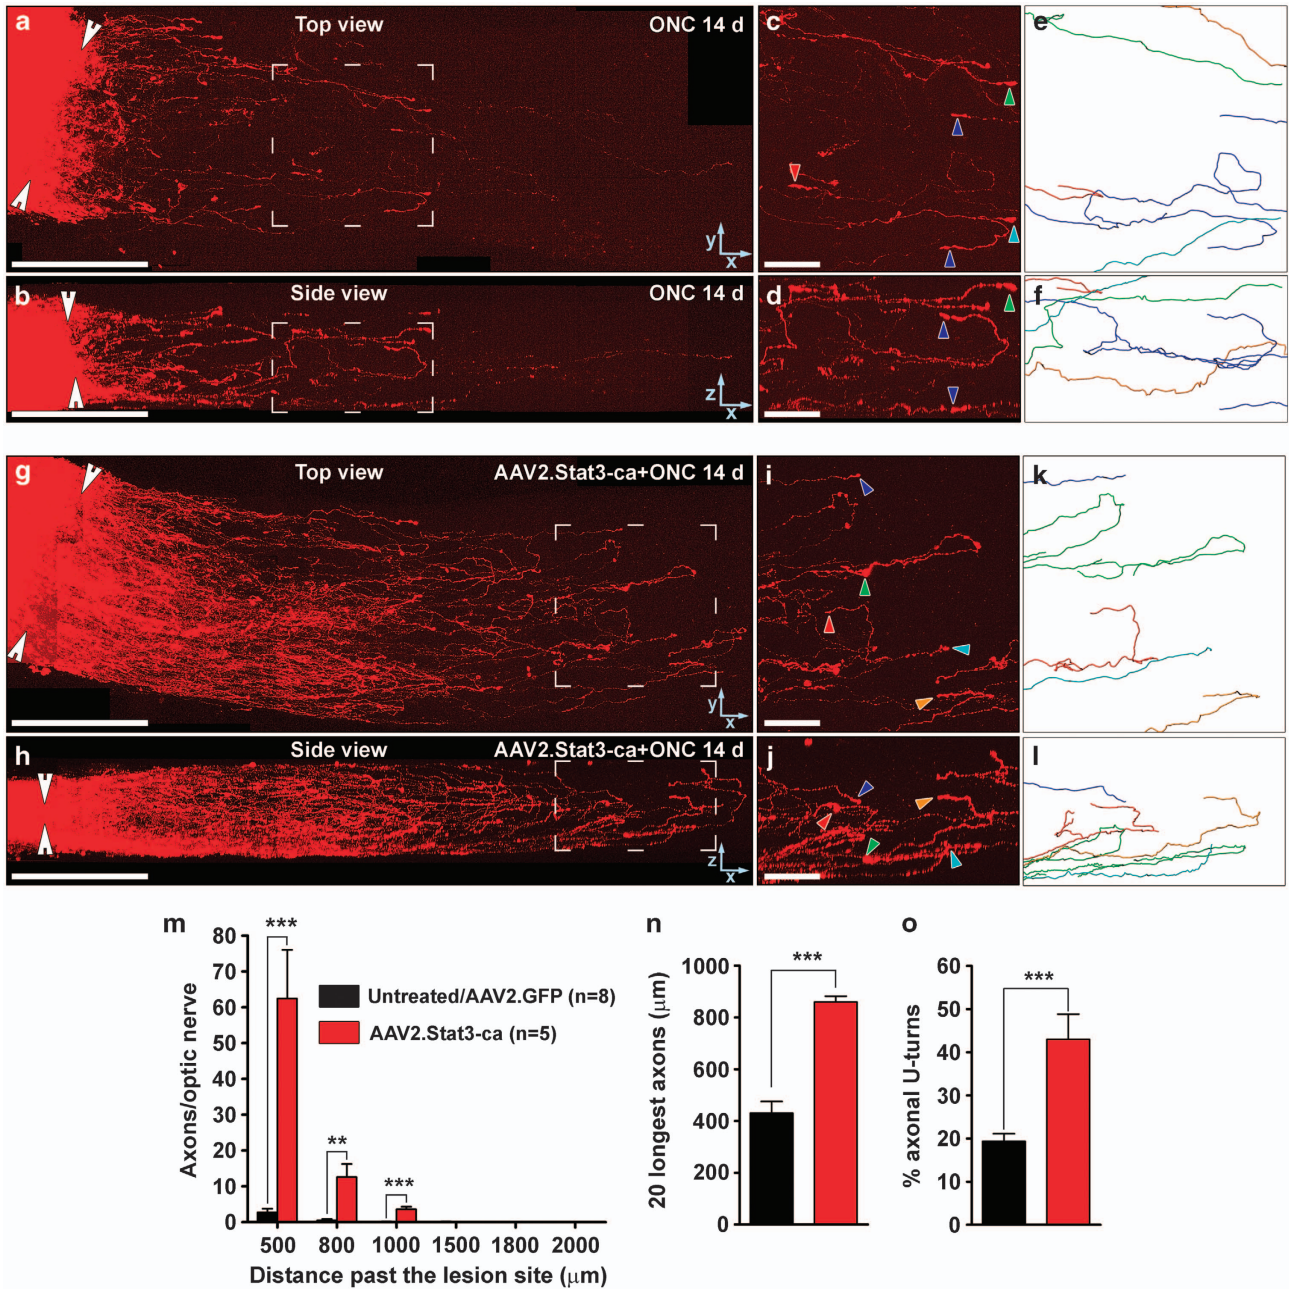 a Top view ONC 14 d
y
x
b Side view ONC 14 d
z
x
c
d
e
f
g Top view AAV2.Stat3-ca+ONC 14 d
y
x
h Side view AAV2.Stat3-ca+ONC 14 d
z
x
i
j
k
l
m
***
**
***
80
70
60
50
40
30
20
10
0
Axons/optic nerve
Untreated/AAV2.GFP (n=8)
AAV2.Stat3-ca (n=5)
500 800 1000 1500 1800 2000
Distance past the lesion site (μm)
n
***
1000
800
600
400
200
0
20 longest axons (μm)
o
***
60
50
40
30
20
10
0
% axonal U-turns